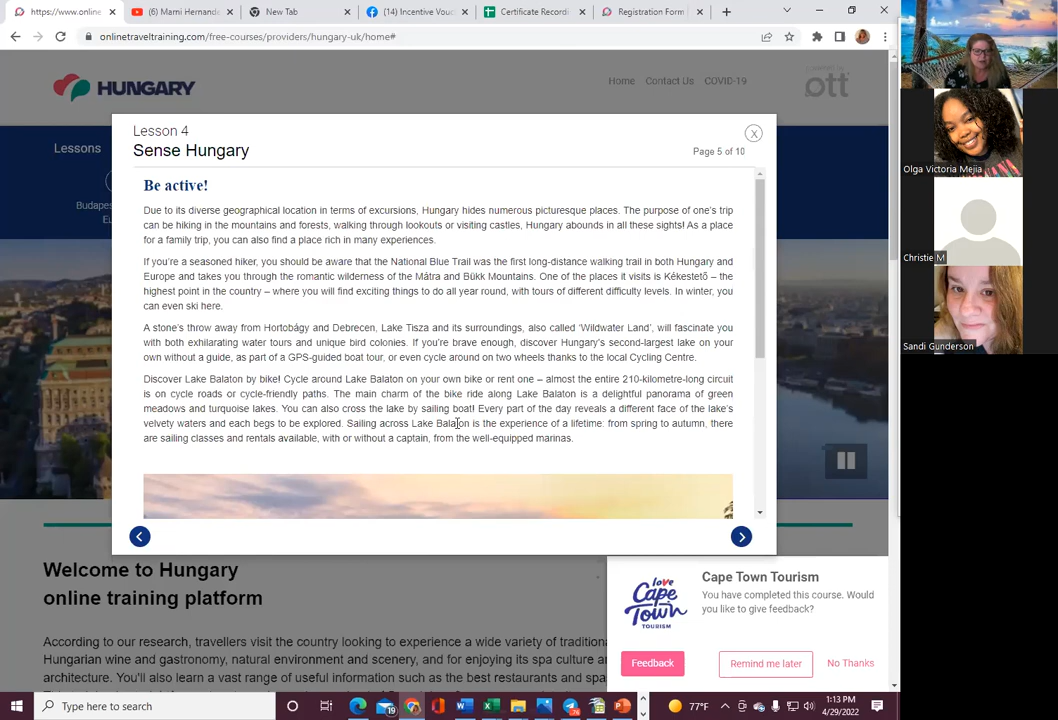 https://www.online
(6) Mami Hernande
New Tab
(14) Incentive Vouc
Certificate Recordi
Registration Form
onlinetraveltraining.com/free-courses/providers/hungary-uk/home#
HUNGARY
Home
Contact Us
COVID-19
powered by
ott
Lessons
Budapes
Eu
Lesson 4
Sense Hungary
Page 5 of 10
Be active!
Due to its diverse geographical location in terms of excursions, Hungary hides numerous picturesque places. The purpose of one's trip
can be hiking in the mountains and forests, walking through lookouts or visiting castles, Hungary abounds in all these sights! As a place
for a family trip, you can also find a place rich in many experiences.
If you're a seasoned hiker, you should be aware that the National Blue Trail was the first long-distance walking trail in both Hungary and
Europe and takes you through the romantic wilderness of the Mátra and Bükk Mountains. One of the places it visits is Kékestető – the
highest point in the country – where you will find exciting things to do all year round, with tours of different difficulty levels. In winter, you
can even ski here.
A stone's throw away from Hortobágy and Debrecen, Lake Tisza and its surroundings, also called 'Wildwater Land', will fascinate you
with both exhilarating water tours and unique bird colonies. If you're brave enough, discover Hungary's second-largest lake on your
own without a guide, as part of a GPS-guided boat tour, or even cycle around on two wheels thanks to the local Cycling Centre.
Discover Lake Balaton by bike! Cycle around Lake Balaton on your own bike or rent one – almost the entire 210-kilometre-long circuit
is on cycle roads or cycle-friendly paths. The main charm of the bike ride along Lake Balaton is a delightful panorama of green
meadows and turquoise lakes. You can also cross the lake by sailing boat! Every part of the day reveals a different face of the lake's
velvety waters and each begs to be explored. Sailing across Lake Balaton is the experience of a lifetime: from spring to autumn, there
are sailing classes and rentals available, with or without a captain, from the well-equipped marinas.
Welcome to Hungary
online training platform
According to our research, travellers visit the country looking to experience a wide variety of traditiona
Hungarian wine and gastronomy, natural environment and scenery, and for enjoying its spa culture a
architecture. You'll also learn a vast range of useful information such as the best restaurants and spa
love
Cape
Town
TOURISM
Cape Town Tourism
You have completed this course. Would
you like to give feedback?
Feedback
Remind me later
No Thanks
Olga Victoria Mejia
Christie M
Sandi Gunderson
Type here to search
19
77°F
1:13 PM
4/29/2022